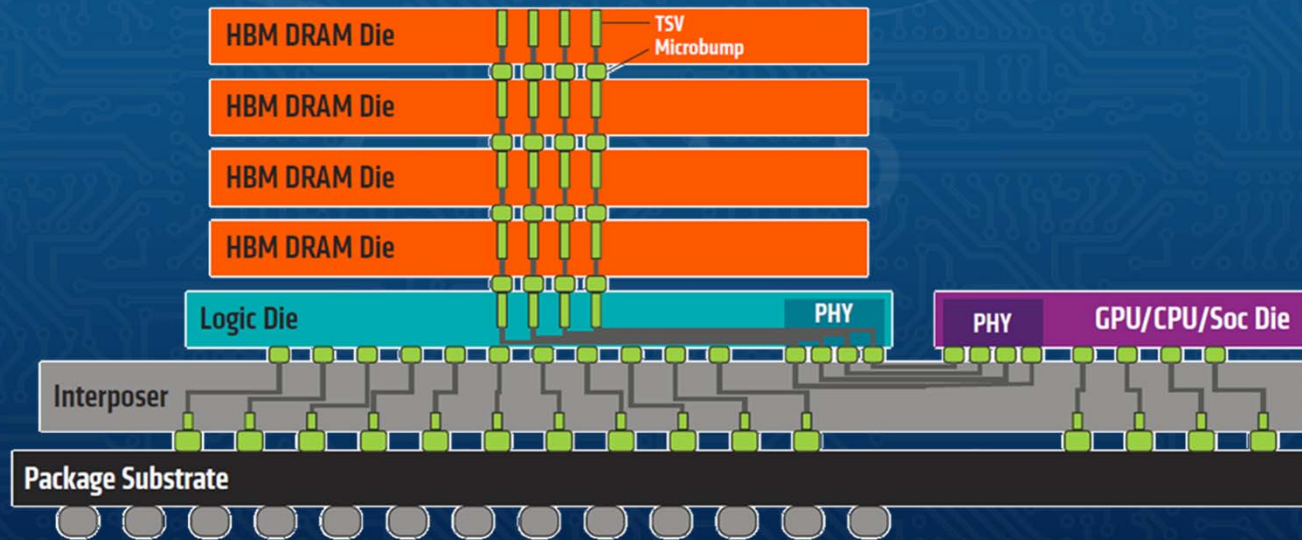 HBM DRAM Die
TSV
Microbump
HBM DRAM Die
HBM DRAM Die
HBM DRAM Die
Logic Die
PHY
PHY
GPU/CPU/Soc Die
Interposer
Package Substrate